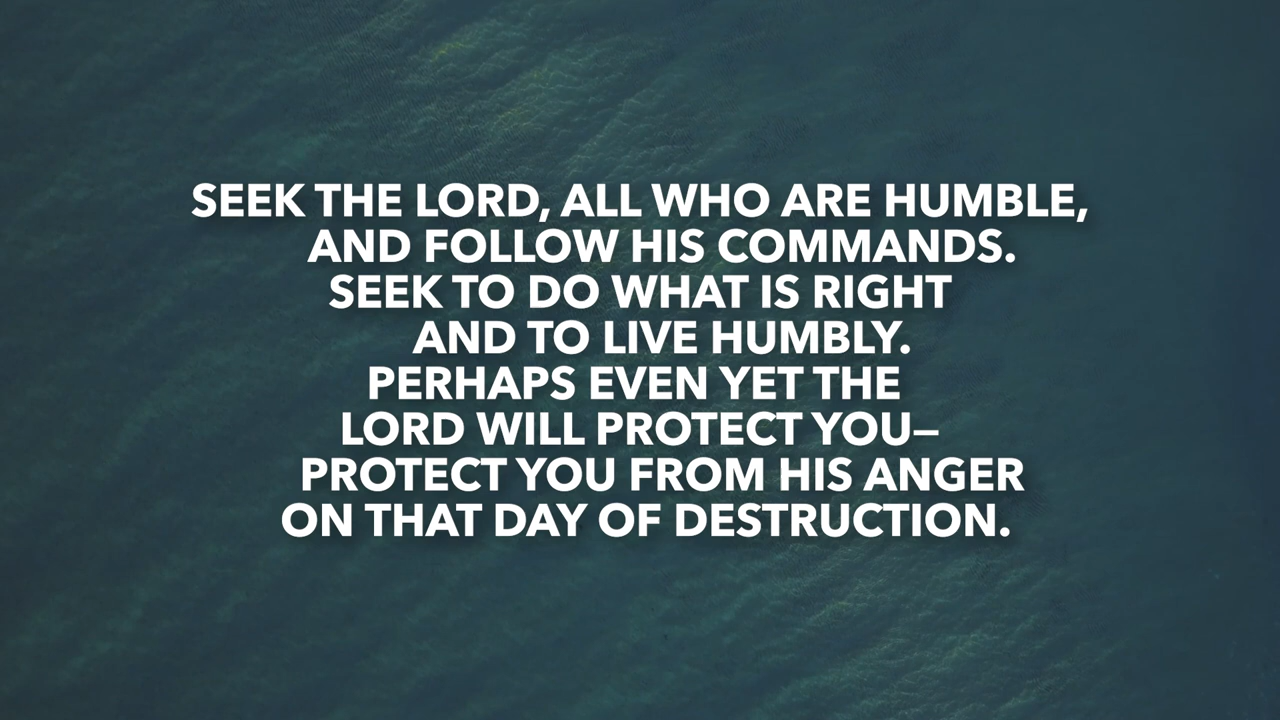 SEEK THE LORD, ALL WHO ARE HUMBLE,
AND FOLLOW HIS COMMANDS.
SEEK TO DO WHAT IS RIGHT
AND TO LIVE HUMBLY.
PERHAPS EVEN YET THE
LORD WILL PROTECT YOU—
PROTECT YOU FROM HIS ANGER
ON THAT DAY OF DESTRUCTION.